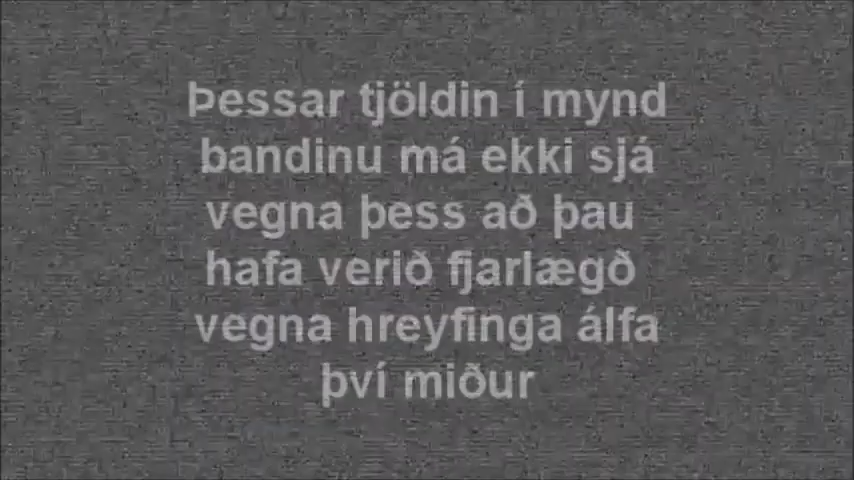 Þessar tjöldin í mynd
bandinu má ekki sjá
vegna þess að þau
hafa verið fjarlægð
vegna hreyfinga álfa
því miður